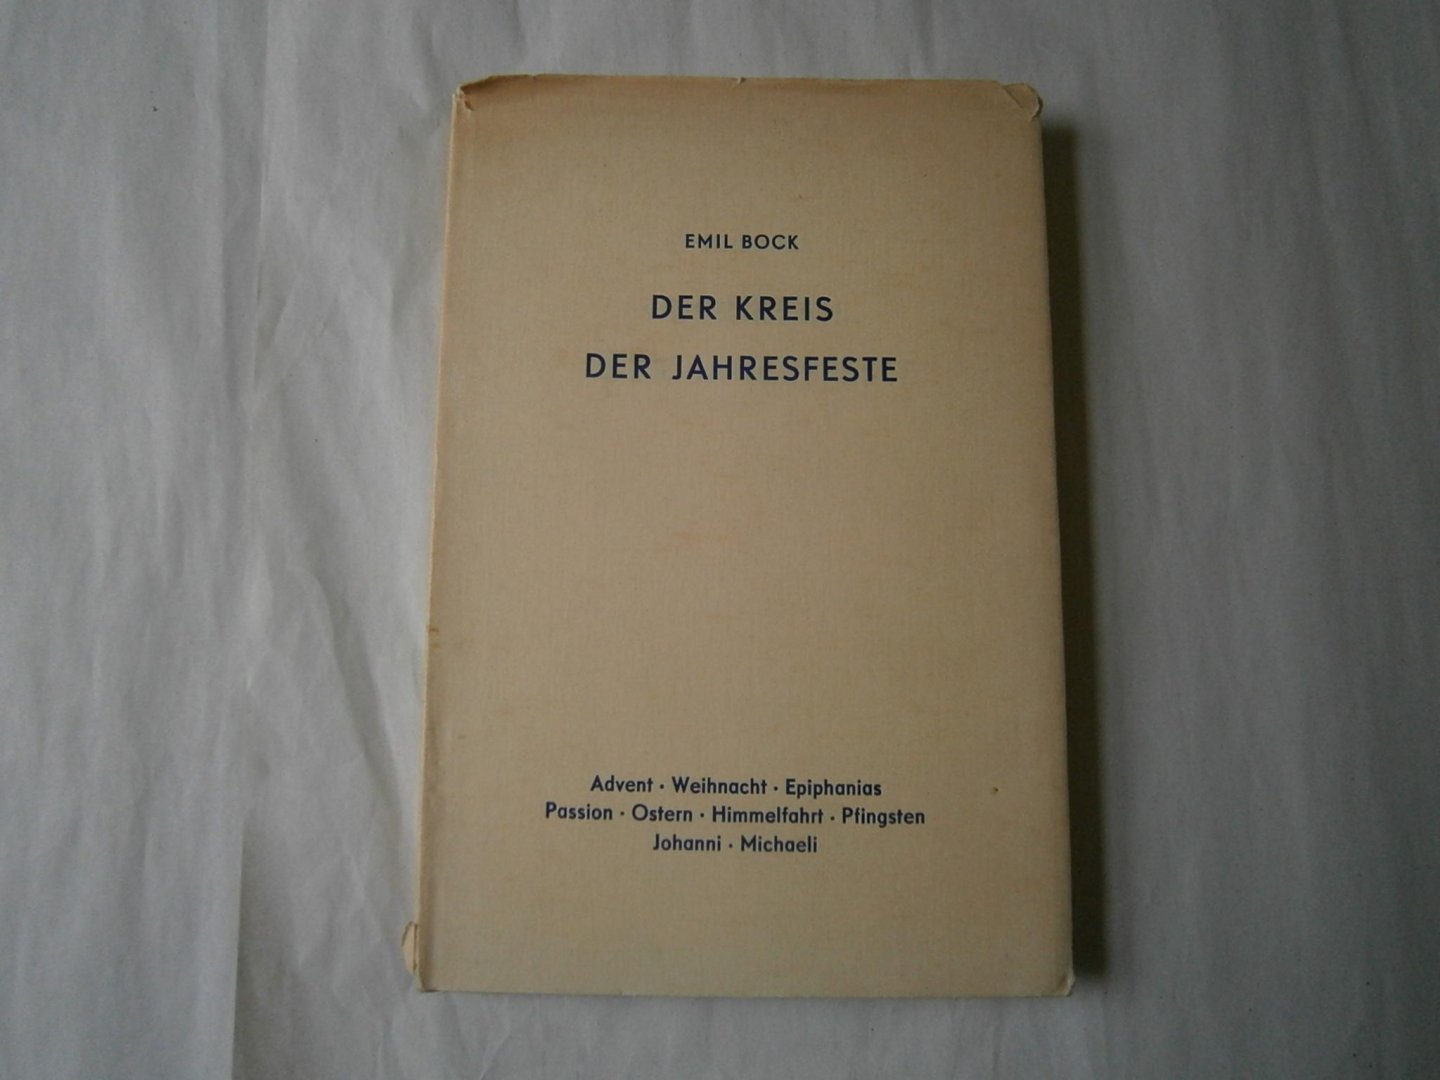 EMIL BOCK
DER KREIS
DER JAHRESFESTE
Advent · Weihnacht · Epiphanias
Passion · Ostern · Himmelfahrt · Pfingsten
Johanni · Michaeli